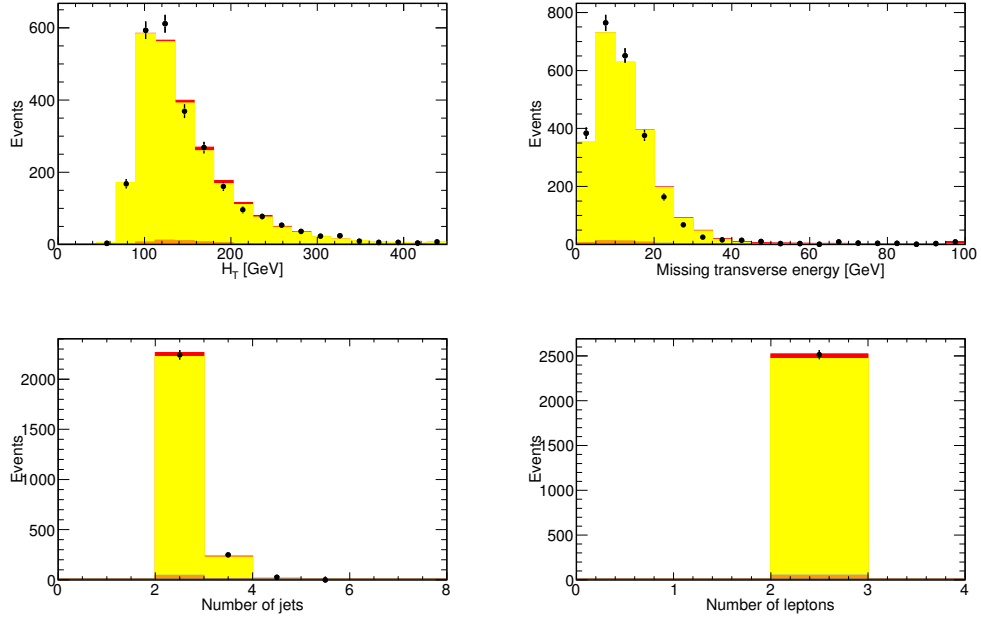 600
400
200
0
Events
0 100 200 300 400
H_T [GeV]
800
600
400
200
0
Events
0 20 40 60 80 100
Missing transverse energy [GeV]
2000
1500
1000
500
0
Events
0 2 4 6 8
Number of jets
2500
2000
1500
1000
500
0
Events
0 1 2 3 4
Number of leptons